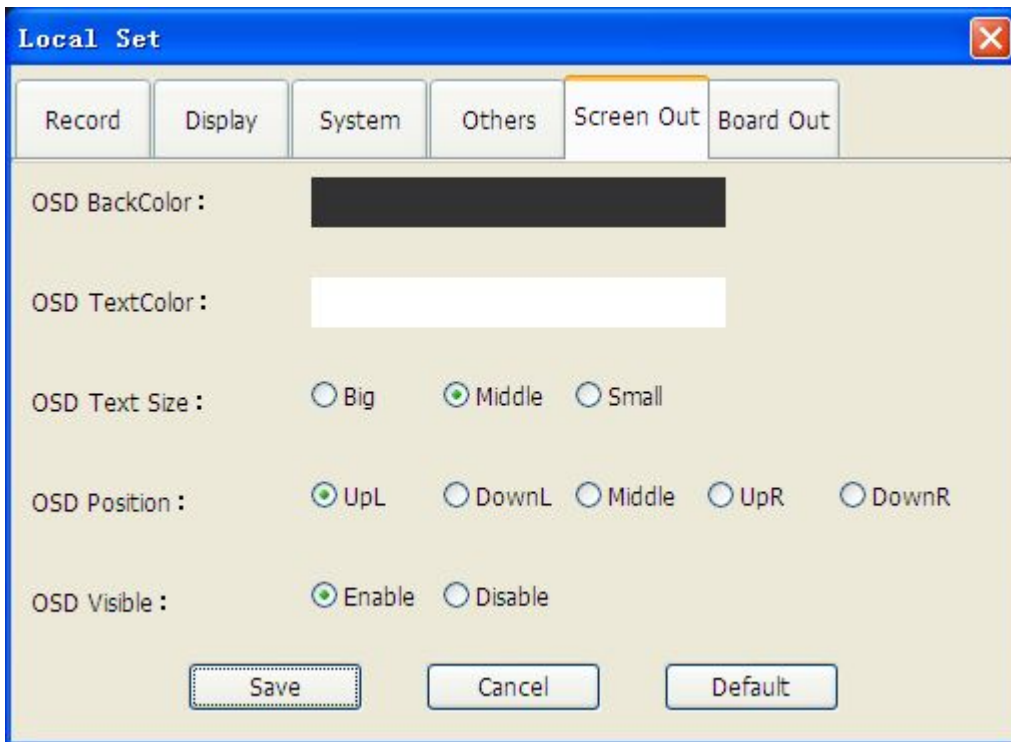 Local Set
Record Display System Others Screen Out Board Out
OSD BackColor:
OSD TextColor:
OSD Text Size: Big Middle Small
OSD Position: UpL DownL Middle UpR DownR
OSD Visible: Enable Disable
Save Cancel Default